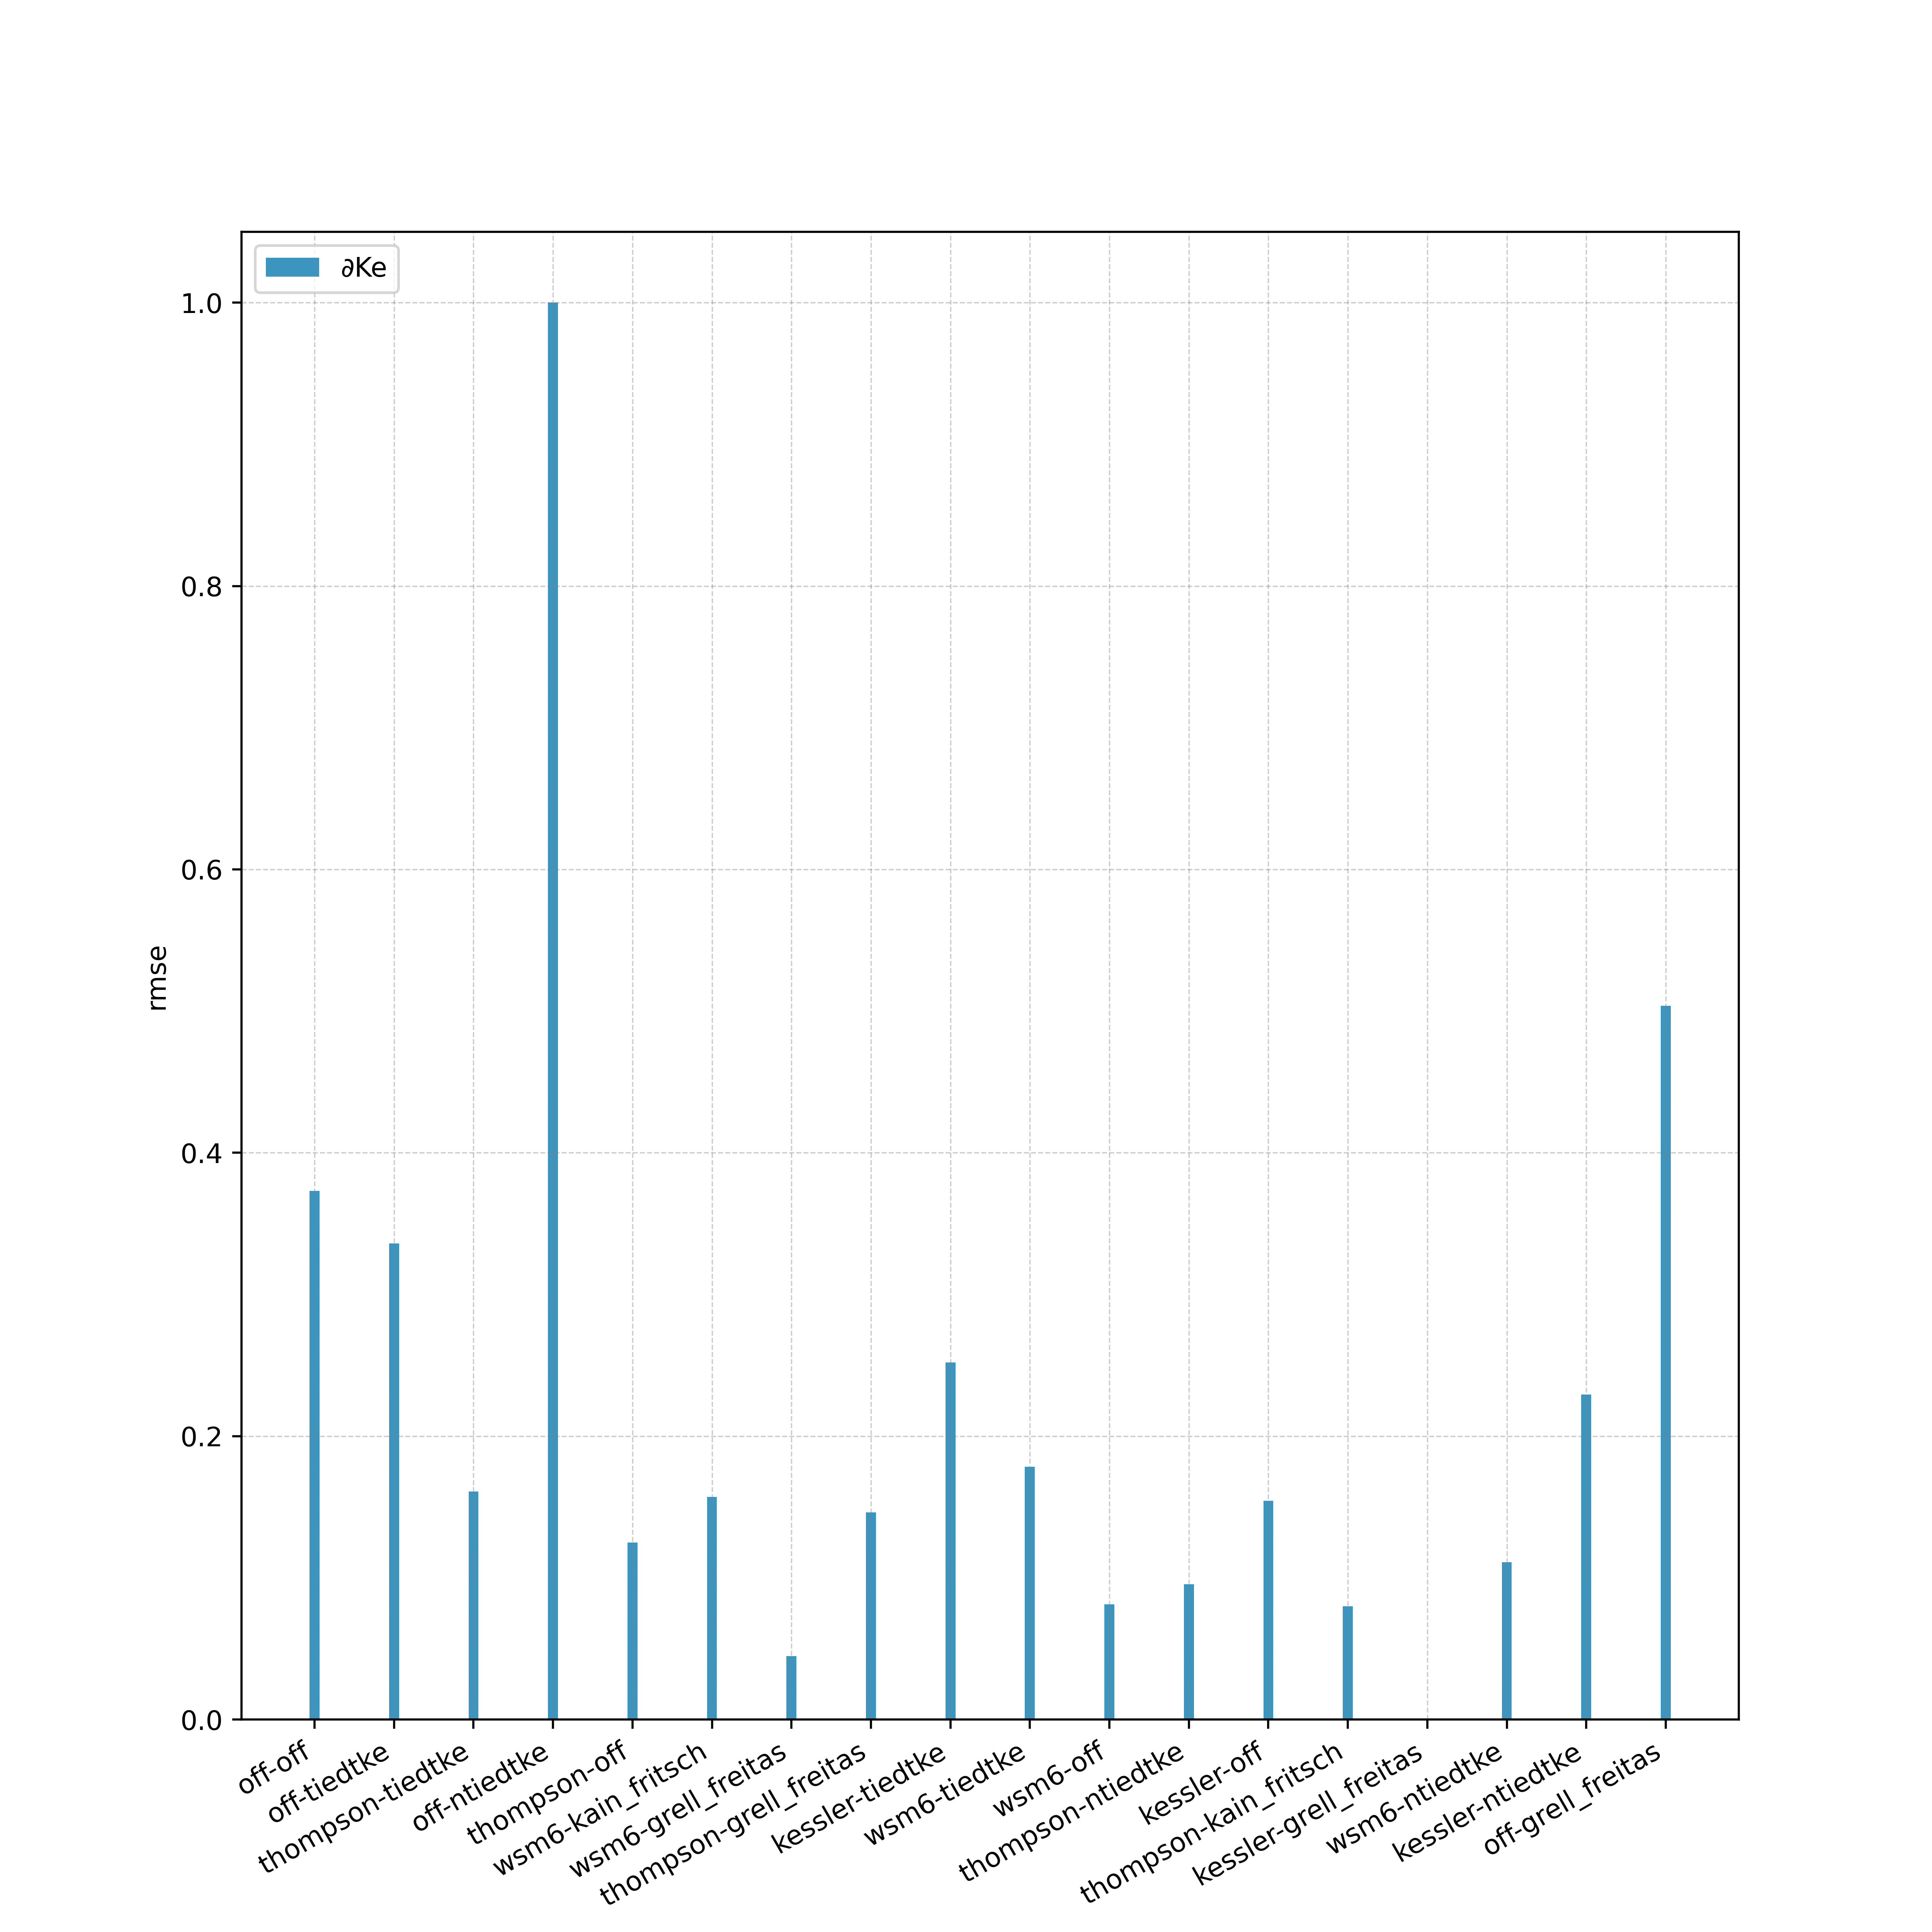 ∂Ke
1.0
0.8
0.6
0.4
0.2
0.0
rmse
off-off
off-tiedtke
thompson-tiedtke
off-ntiedtke
thompson-off
wsm6-kain_fritsch
wsm6-grell_freitas
thompson-grell_freitas
kessler-tiedtke
wsm6-tiedtke
wsm6-off
thompson-ntiedtke
kessler-off
thompson-kain_fritsch
kessler-grell_freitas
wsm6-ntiedtke
kessler-ntiedtke
off-grell_freitas